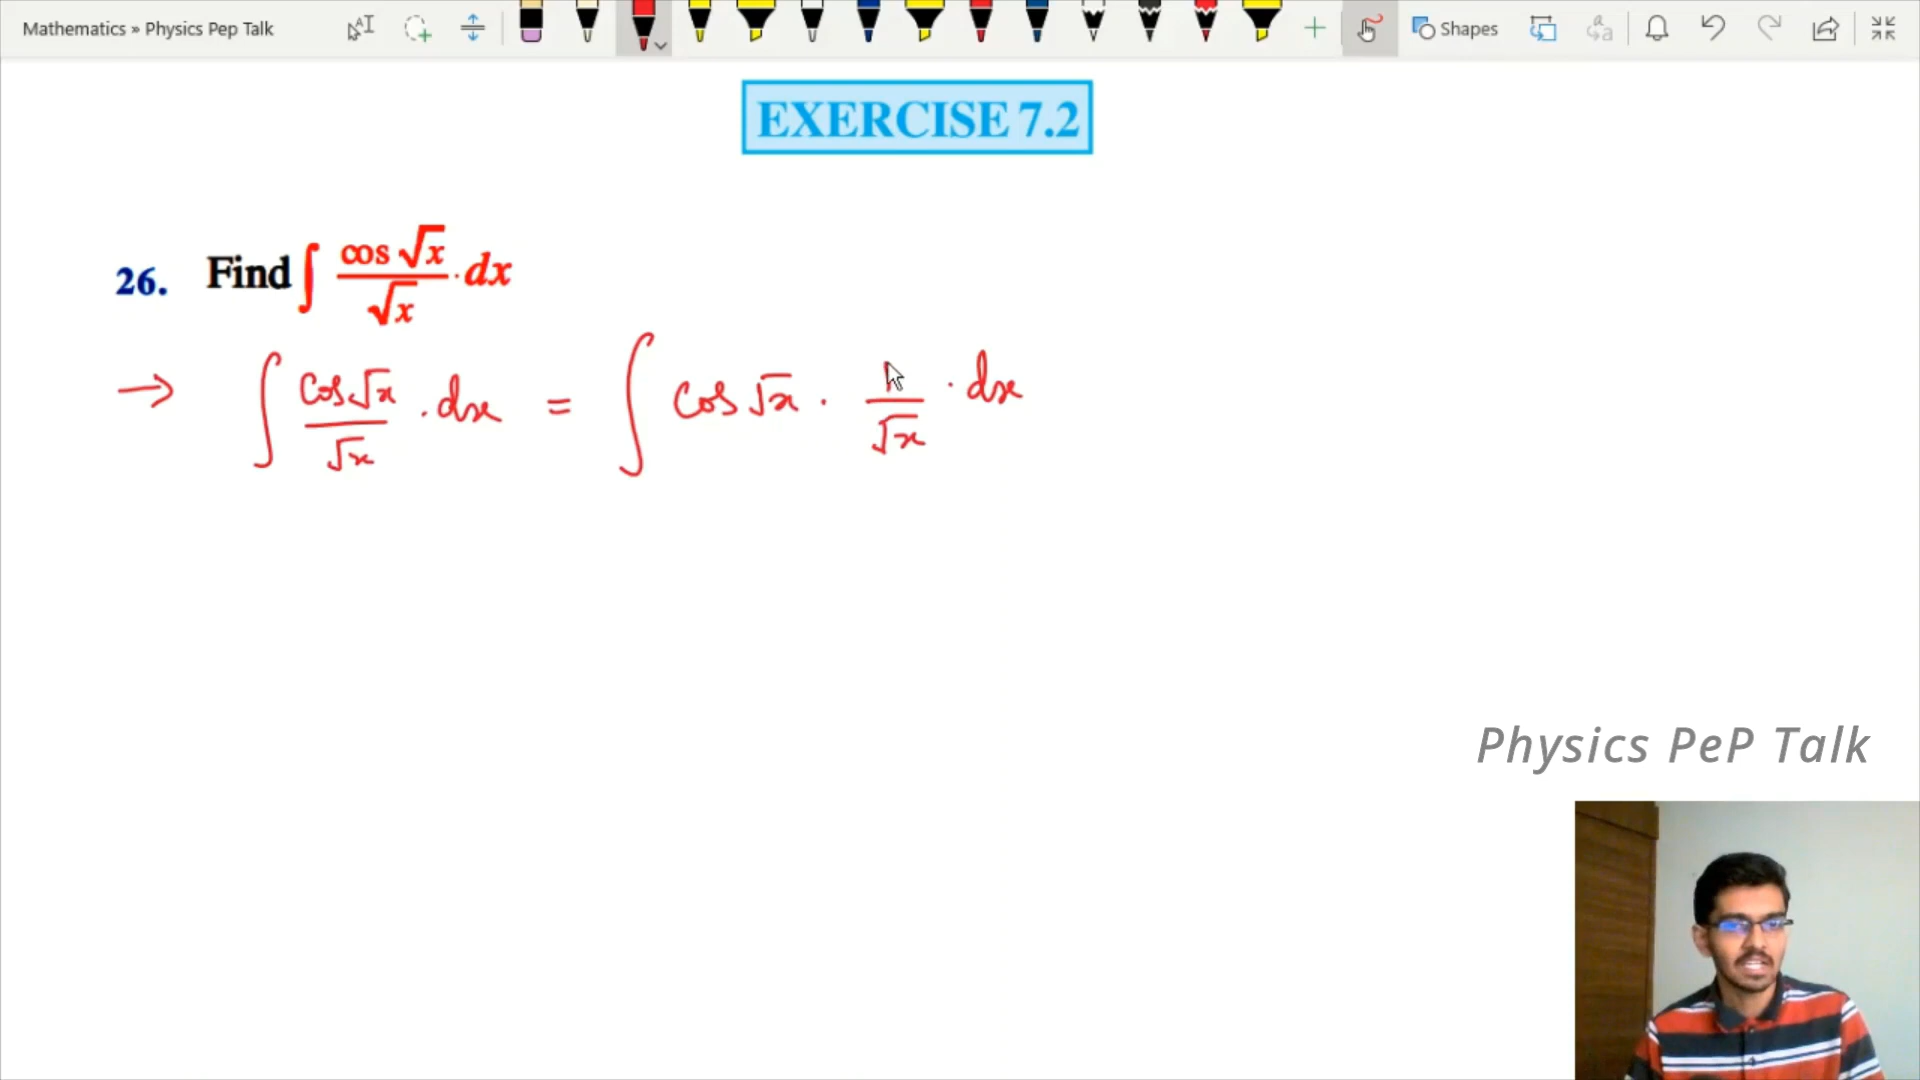 Mathematics » Physics Pep Talk
Shapes
EXERCISE 7.2
26. Find ∫ cos √x / √x · dx
→ ∫ Cos √x / √x . dx = ∫ Cos √x . 1 / √x . dx
Physics PeP Talk